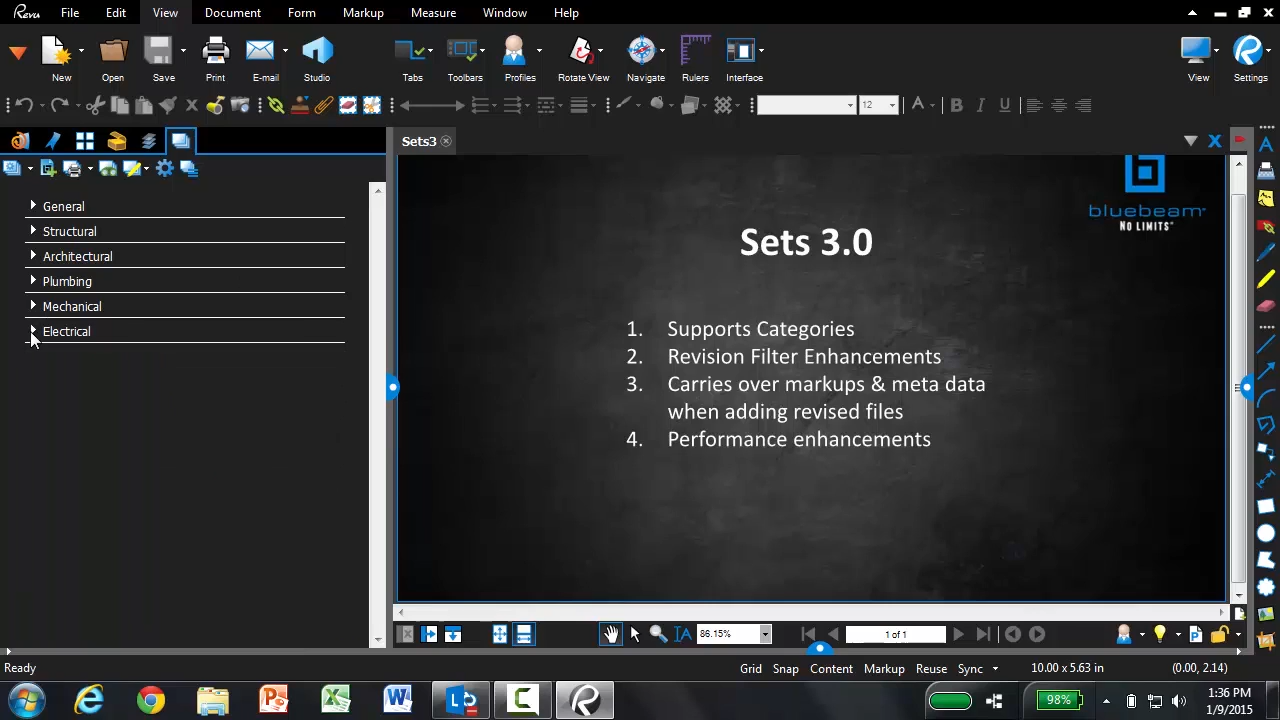 Revu File Edit View Document Form Markup Measure Window Help
New Open Save Print E-mail Studio Tabs Toolbars Profiles Rotate View Navigate Rulers Interface View Settings
12 A B I U
Sets3
General
Structural
Architectural
Plumbing
Mechanical
Electrical
bluebeam
NO LIMITS
Sets 3.0
1. Supports Categories
2. Revision Filter Enhancements
3. Carries over markups & meta data
when adding revised files
4. Performance enhancements
86.15% 1 of 1
Ready Grid Snap Content Markup Reuse Sync 10.00 x 5.63 in (0.00, 2.14)
98% 1:36 PM
1/9/2015